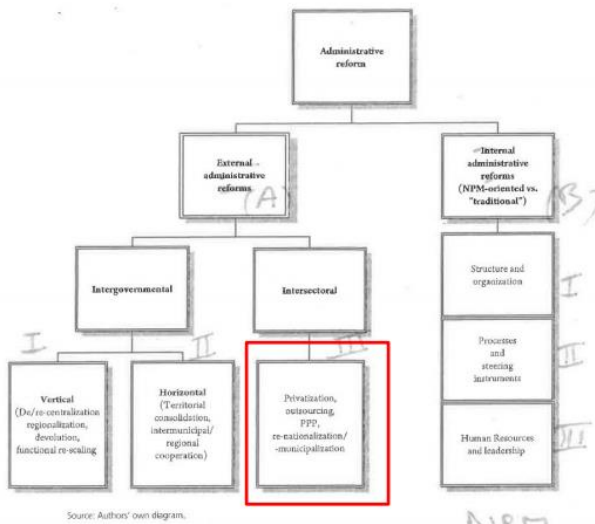 Administrative
reform
External
administrative
reforms
(A)
Internal
administrative
reforms
(NPM-oriented vs.
"traditional")
(B)
Intergovernmental
Intersectoral
Structure and
organization
I
I
II
III
Processes
and
steering
instruments
II
Vertical
(De/re-centralization
regionalization,
devolution,
functional re-scaling
Horizontal
(Territorial
consolidation,
intermunicipal/
regional
cooperation)
Privatization,
outsourcing,
PPP,
re-nationalization/
-municipalization
Human Resources
and leadership
III
Source: Authors' own diagram.